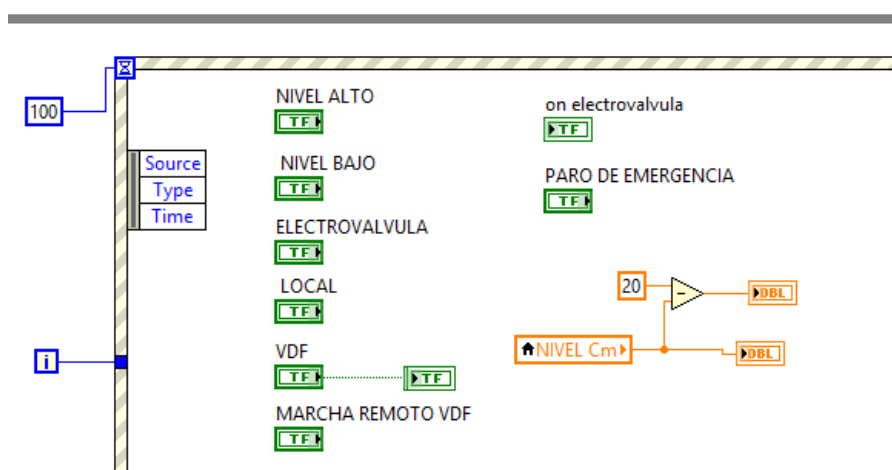 100
Source
Type
Time
i
NIVEL ALTO
TF
NIVEL BAJO
TF
ELECTROVALVULA
TF
LOCAL
TF
VDF
TF
TF
MARCHA REMOTO VDF
TF
on electrovalvula
TF
PARO DE EMERGENCIA
TF
20
DBL
NIVEL Cm
DBL